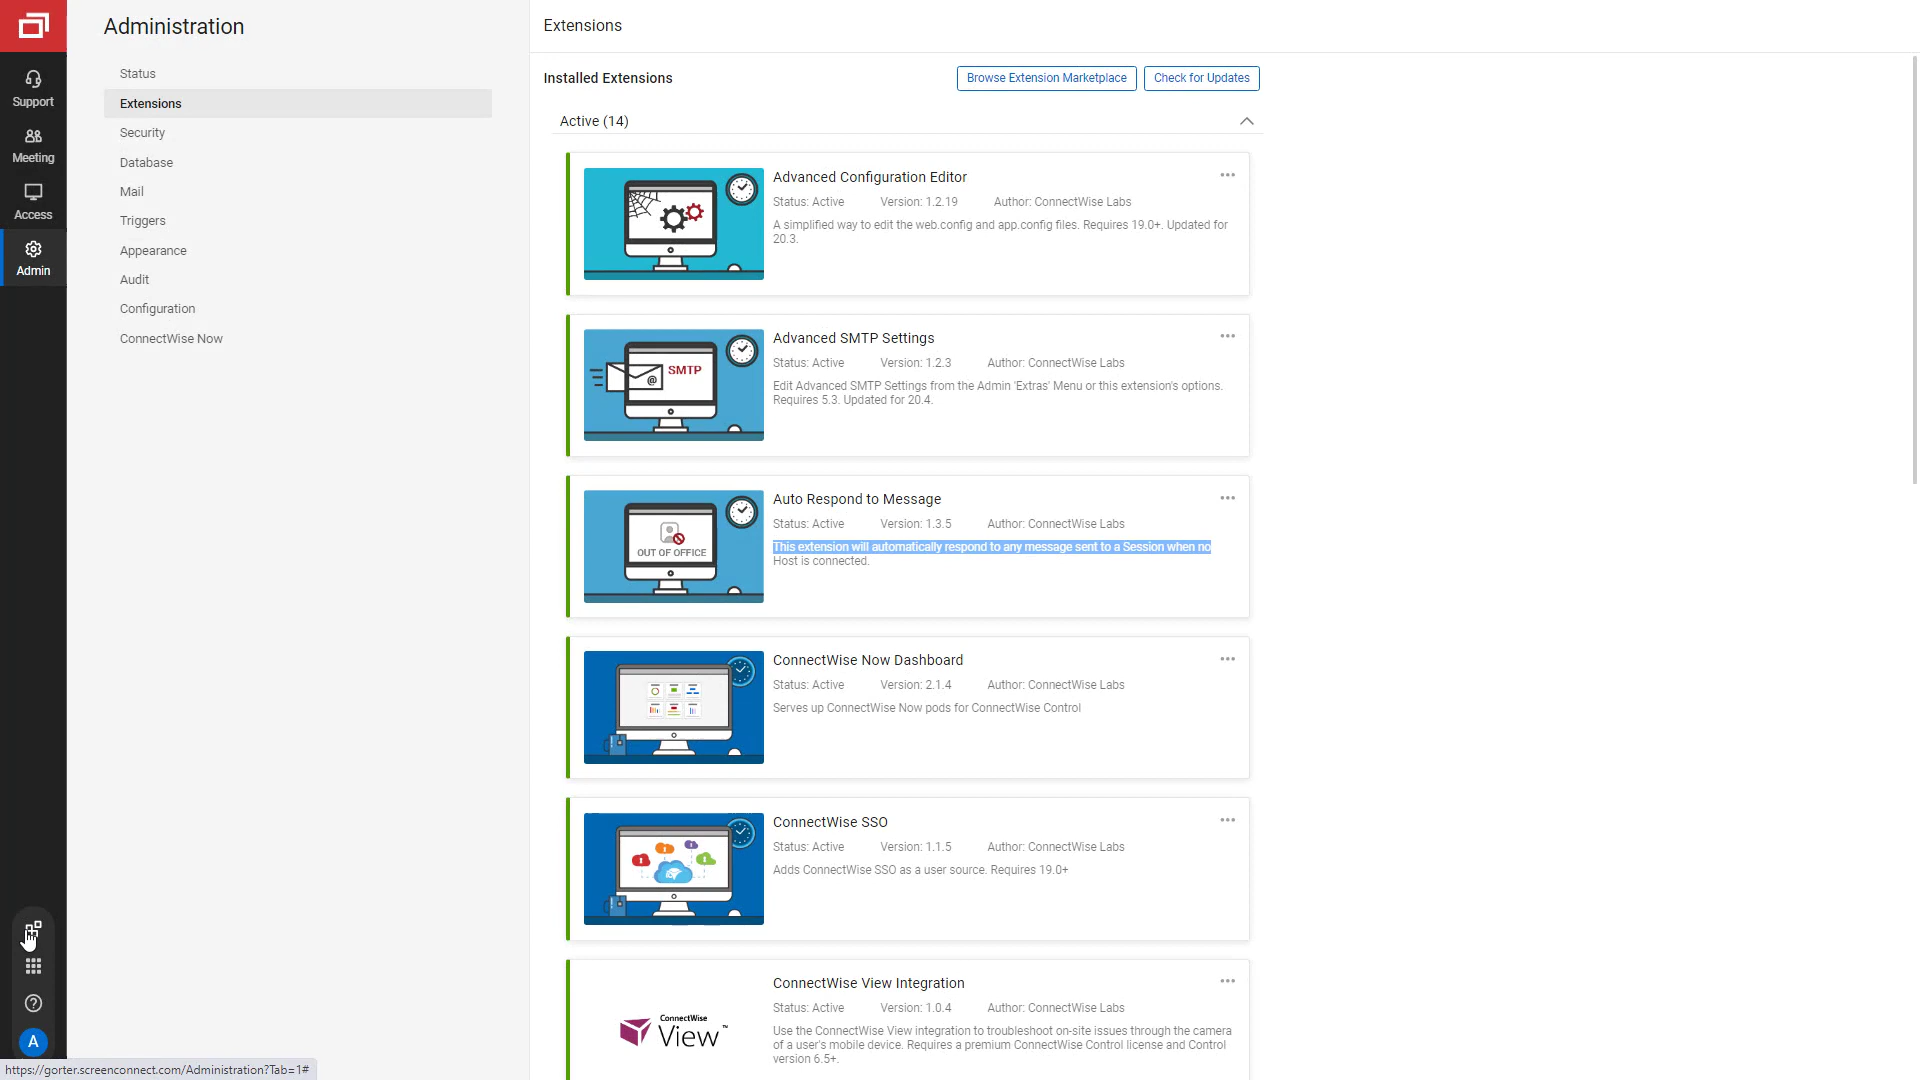 Administration
Extensions
Support
Meeting
Access
Admin
Status
Extensions
Security
Database
Mail
Triggers
Appearance
Audit
Configuration
ConnectWise Now
Installed Extensions
Browse Extension Marketplace
Check for Updates
Active (14)
Advanced Configuration Editor
Status: Active Version: 1.2.19 Author: ConnectWise Labs
A simplified way to edit the web.config and app.config files. Requires 19.0+. Updated for
20.3.
SMTP
@
Advanced SMTP Settings
Status: Active Version: 1.2.3 Author: ConnectWise Labs
Edit Advanced SMTP Settings from the Admin 'Extras' Menu or this extension's options.
Requires 5.3. Updated for 20.4.
OUT OF OFFICE
Auto Respond to Message
Status: Active Version: 1.3.5 Author: ConnectWise Labs
This extension will automatically respond to any message sent to a Session when no
Host is connected.
ConnectWise Now Dashboard
Status: Active Version: 2.1.4 Author: ConnectWise Labs
Serves up ConnectWise Now pods for ConnectWise Control
ConnectWise SSO
Status: Active Version: 1.1.5 Author: ConnectWise Labs
Adds ConnectWise SSO as a user source. Requires 19.0+
ConnectWise
View™
ConnectWise View Integration
Status: Active Version: 1.0.4 Author: ConnectWise Labs
Use the ConnectWise View integration to troubleshoot on-site issues through the camera
of a user's mobile device. Requires a premium ConnectWise Control license and Control
version 6.5+.
A
https://gorter.screenconnect.com/Administration?Tab=1#